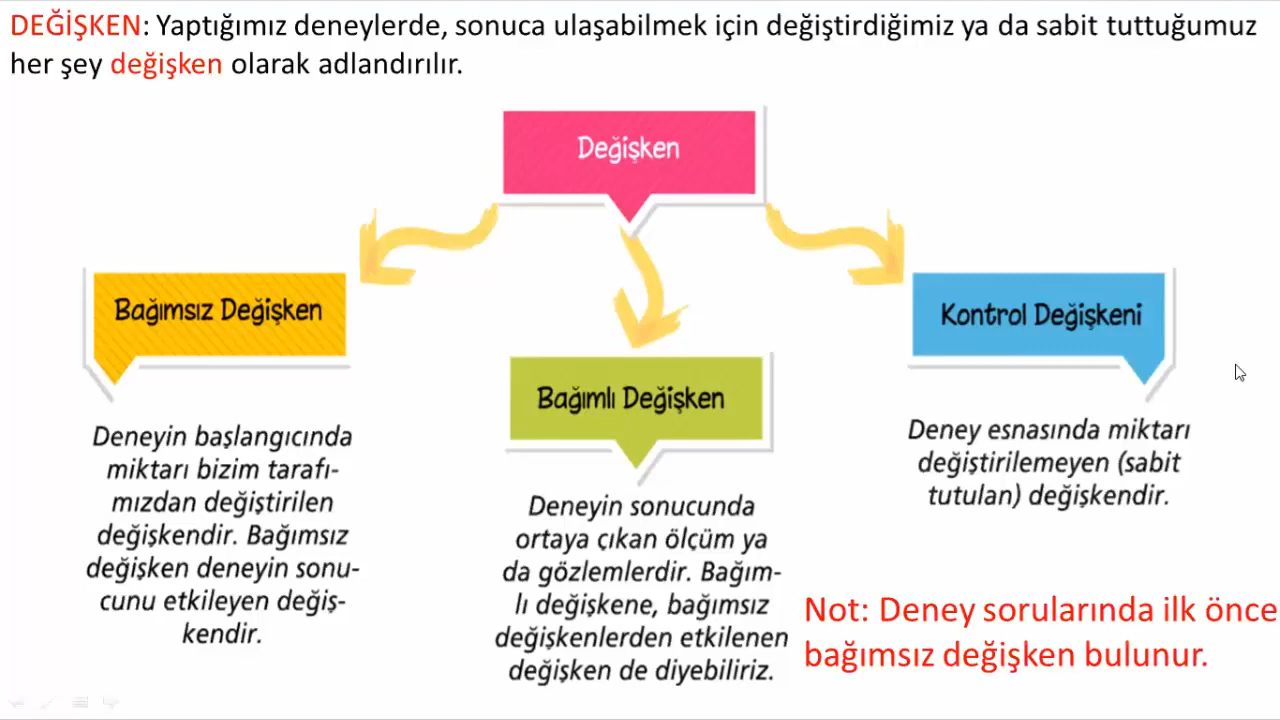 DEĞİŞKEN: Yaptığımız deneylerde, sonuca ulaşabilmek için değiştirdiğimiz ya da sabit tuttuğumuz
her şey değişken olarak adlandırılır.
Değişken
Bağımsız Değişken
Deneyin başlangıcında
miktarı bizim tarafı-
mızdan değiştirilen
değişkendir. Bağımsız
değişken deneyin sonu-
cunu etkileyen değiş-
kendir.
Bağımlı Değişken
Deneyin sonucunda
ortaya çıkan ölçüm ya
da gözlemlerdir. Bağım-
lı değişkene, bağımsız
değişkenlerden etkilenen
değişken de diyebiliriz.
Kontrol Değişkeni
Deney esnasında miktarı
değiştirilemeyen (sabit
tutulan) değişkendir.
Not: Deney sorularında ilk önce
bağımsız değişken bulunur.